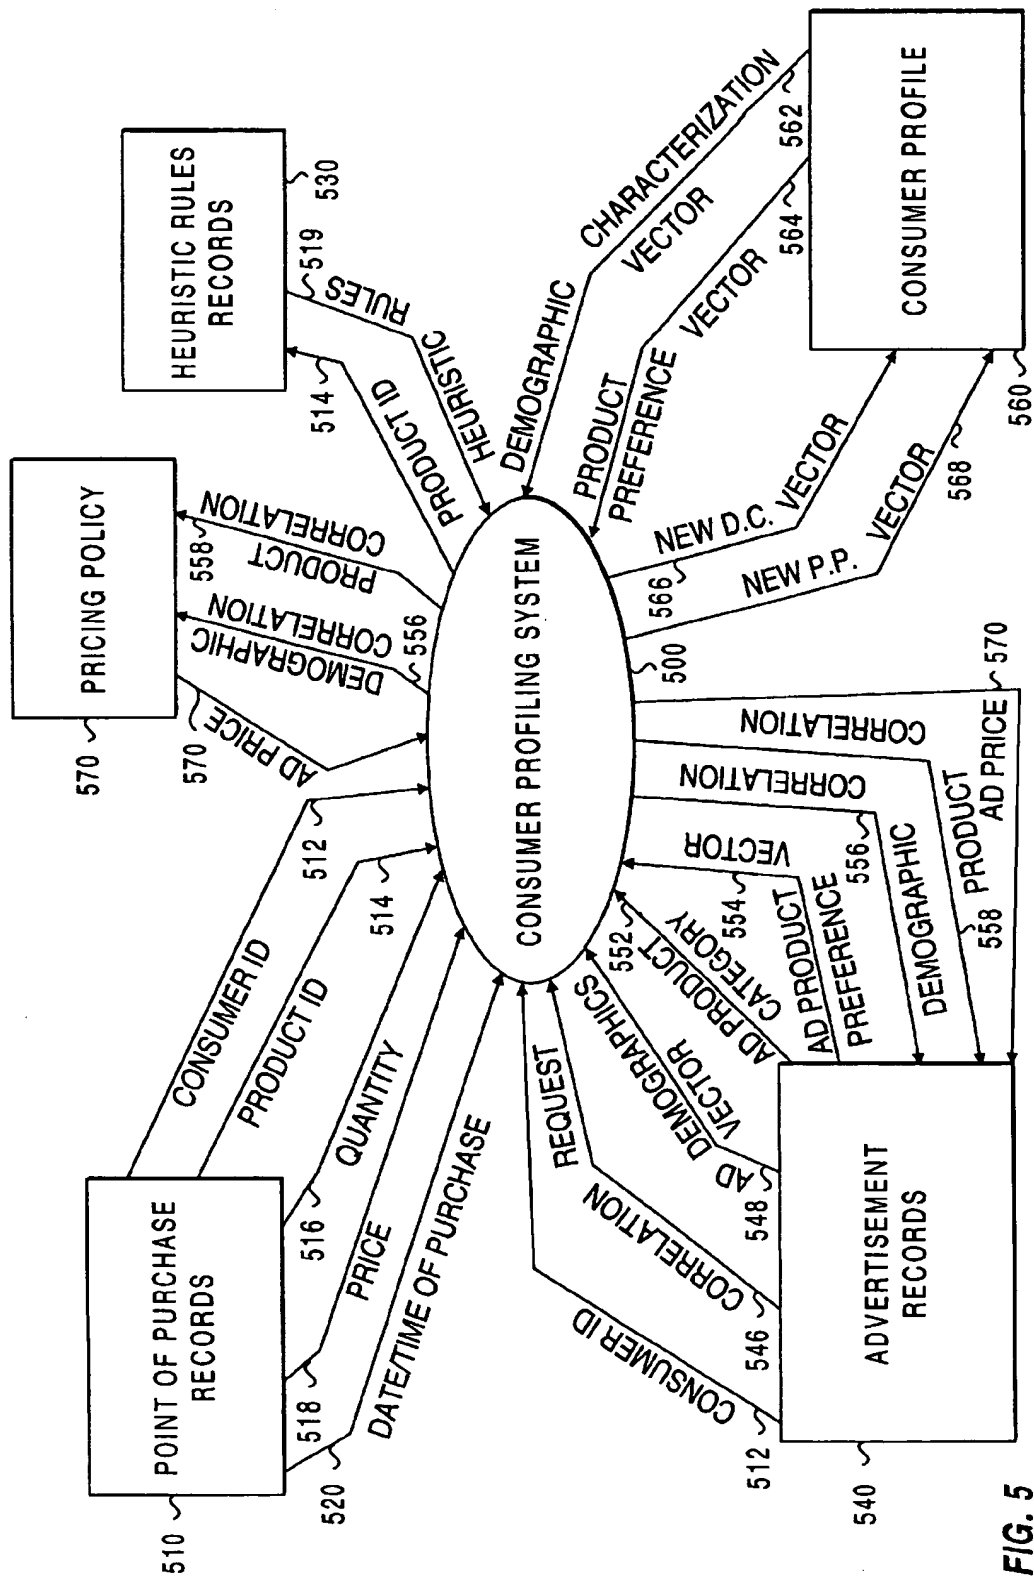 POINT OF PURCHASE
RECORDS
510
CONSUMER ID
512
PRODUCT ID
514
QUANTITY
516
PRICE
518
DATE/TIME OF PURCHASE
520
PRICING POLICY
570
AD PRICE
570
DEMOGRAPHIC
CORRELATION
556
PRODUCT
CORRELATION
558
HEURISTIC RULES
RECORDS
530
PRODUCT ID
514
HEURISTIC
RULES
519
CONSUMER PROFILING SYSTEM
500
DEMOGRAPHIC
CHARACTERIZATION
VECTOR
562
PRODUCT
PREFERENCE
VECTOR
564
NEW D.C.
VECTOR
566
NEW P.P.
VECTOR
568
CONSUMER PROFILE
560
ADVERTISEMENT
RECORDS
540
CONSUMER ID
512
CORRELATION
REQUEST
546
AD DEMOGRAPHICS
VECTOR
548
AD PRODUCT
CATEGORY
552
AD PRODUCT
PREFERENCE
VECTOR
554
DEMOGRAPHIC
CORRELATION
556
PRODUCT
CORRELATION
558
AD PRICE
570
FIG. 5